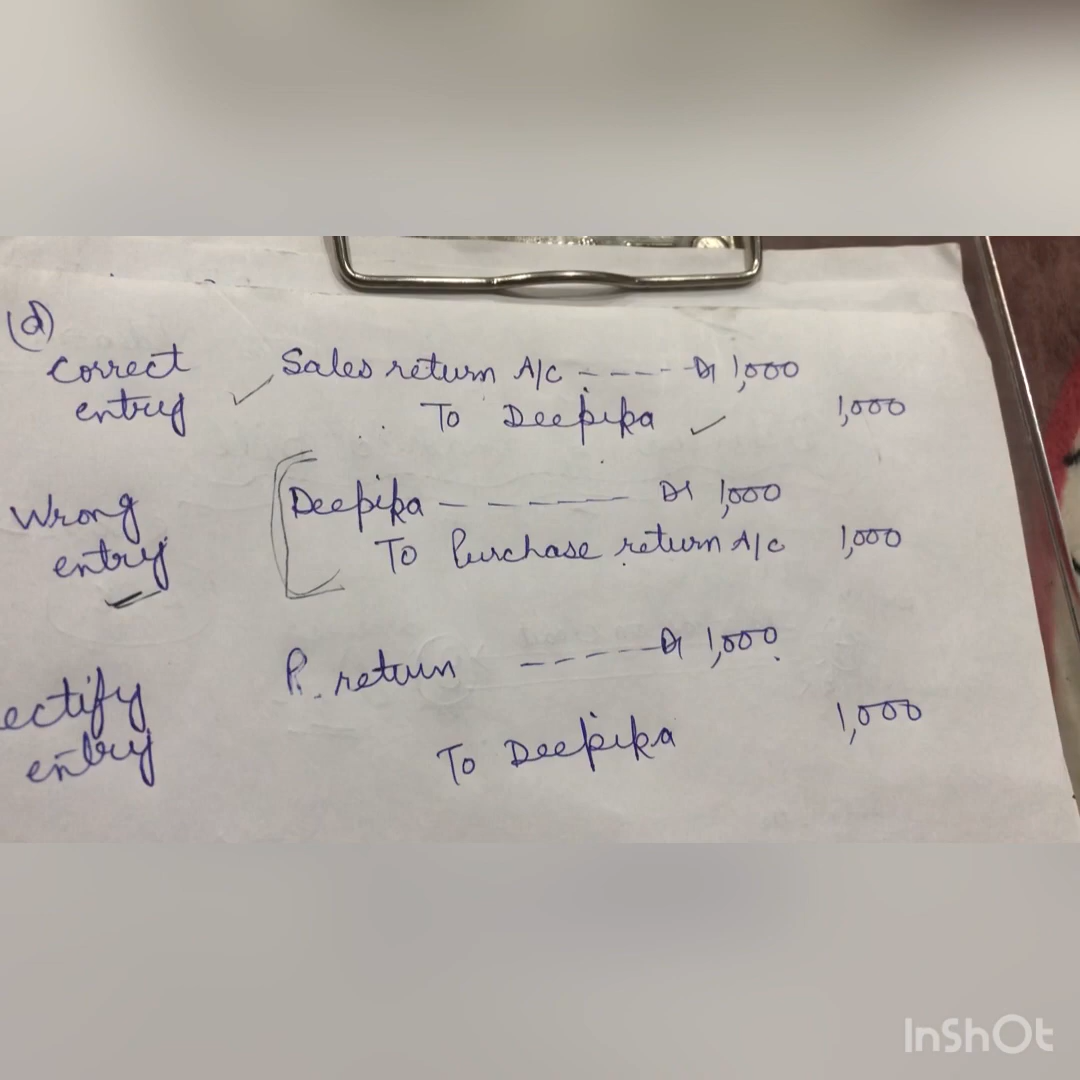 (d)
Correct Sales return A/c ----- Dr 1,000
entry To Deepika 1,000
Wrong Deepika ------- Dr 1,000
entry To Purchase return A/c 1,000
ectify P. return ----- Dr 1,000
entry To Deepika 1,000
InShOt